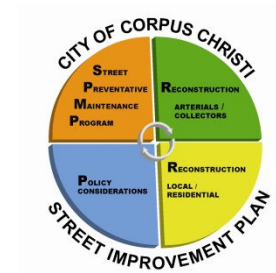 CITY OF CORPUS CHRISTI
STREET
PREVENTATIVE
MAINTENANCE
PROGRAM
RECONSTRUCTION
ARTERIALS /
COLLECTORS
POLICY
CONSIDERATIONS
RECONSTRUCTION
LOCAL /
RESIDENTIAL
STREET IMPROVEMENT PLAN